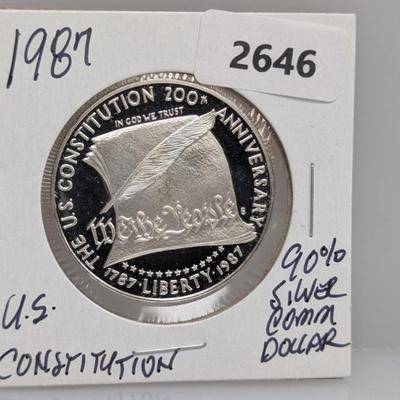 1987
2646
THE U.S. CONSTITUTION 200TH ANNIVERSARY
IN GOD WE TRUST
We the People
S
1787 · LIBERTY · 1987
U.S.
CONSTITUTION
90%
SILVER
COMM
DOLLAR